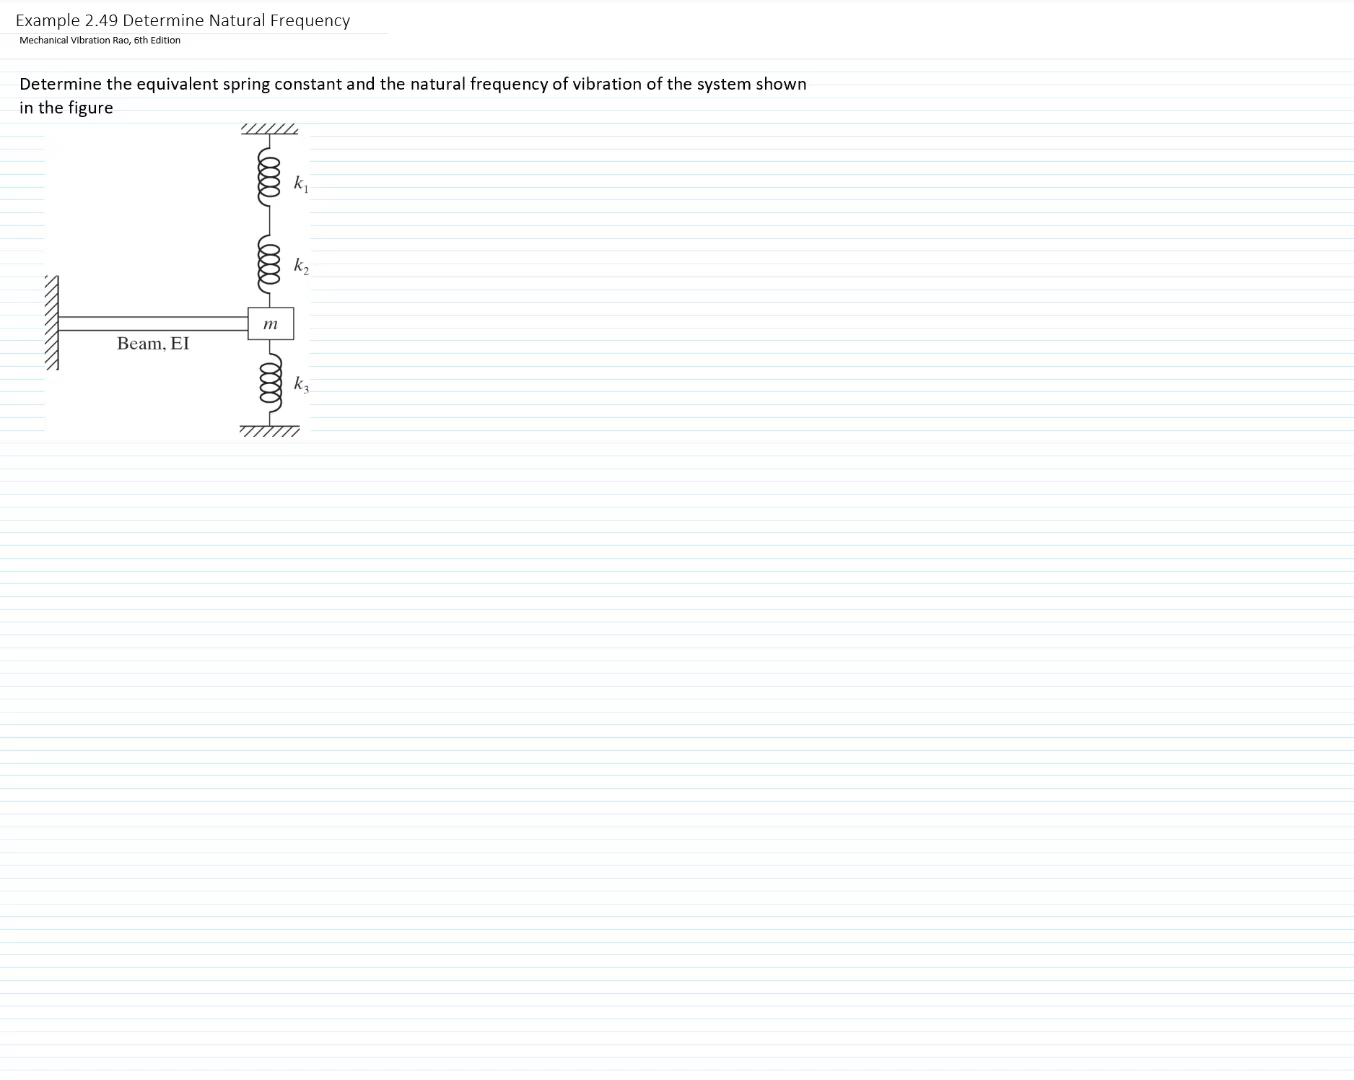 Example 2.49 Determine Natural Frequency
Mechanical Vibration Rao, 6th Edition
Determine the equivalent spring constant and the natural frequency of vibration of the system shown
in the figure
k₁
k₂
m
Beam, EI
k₃